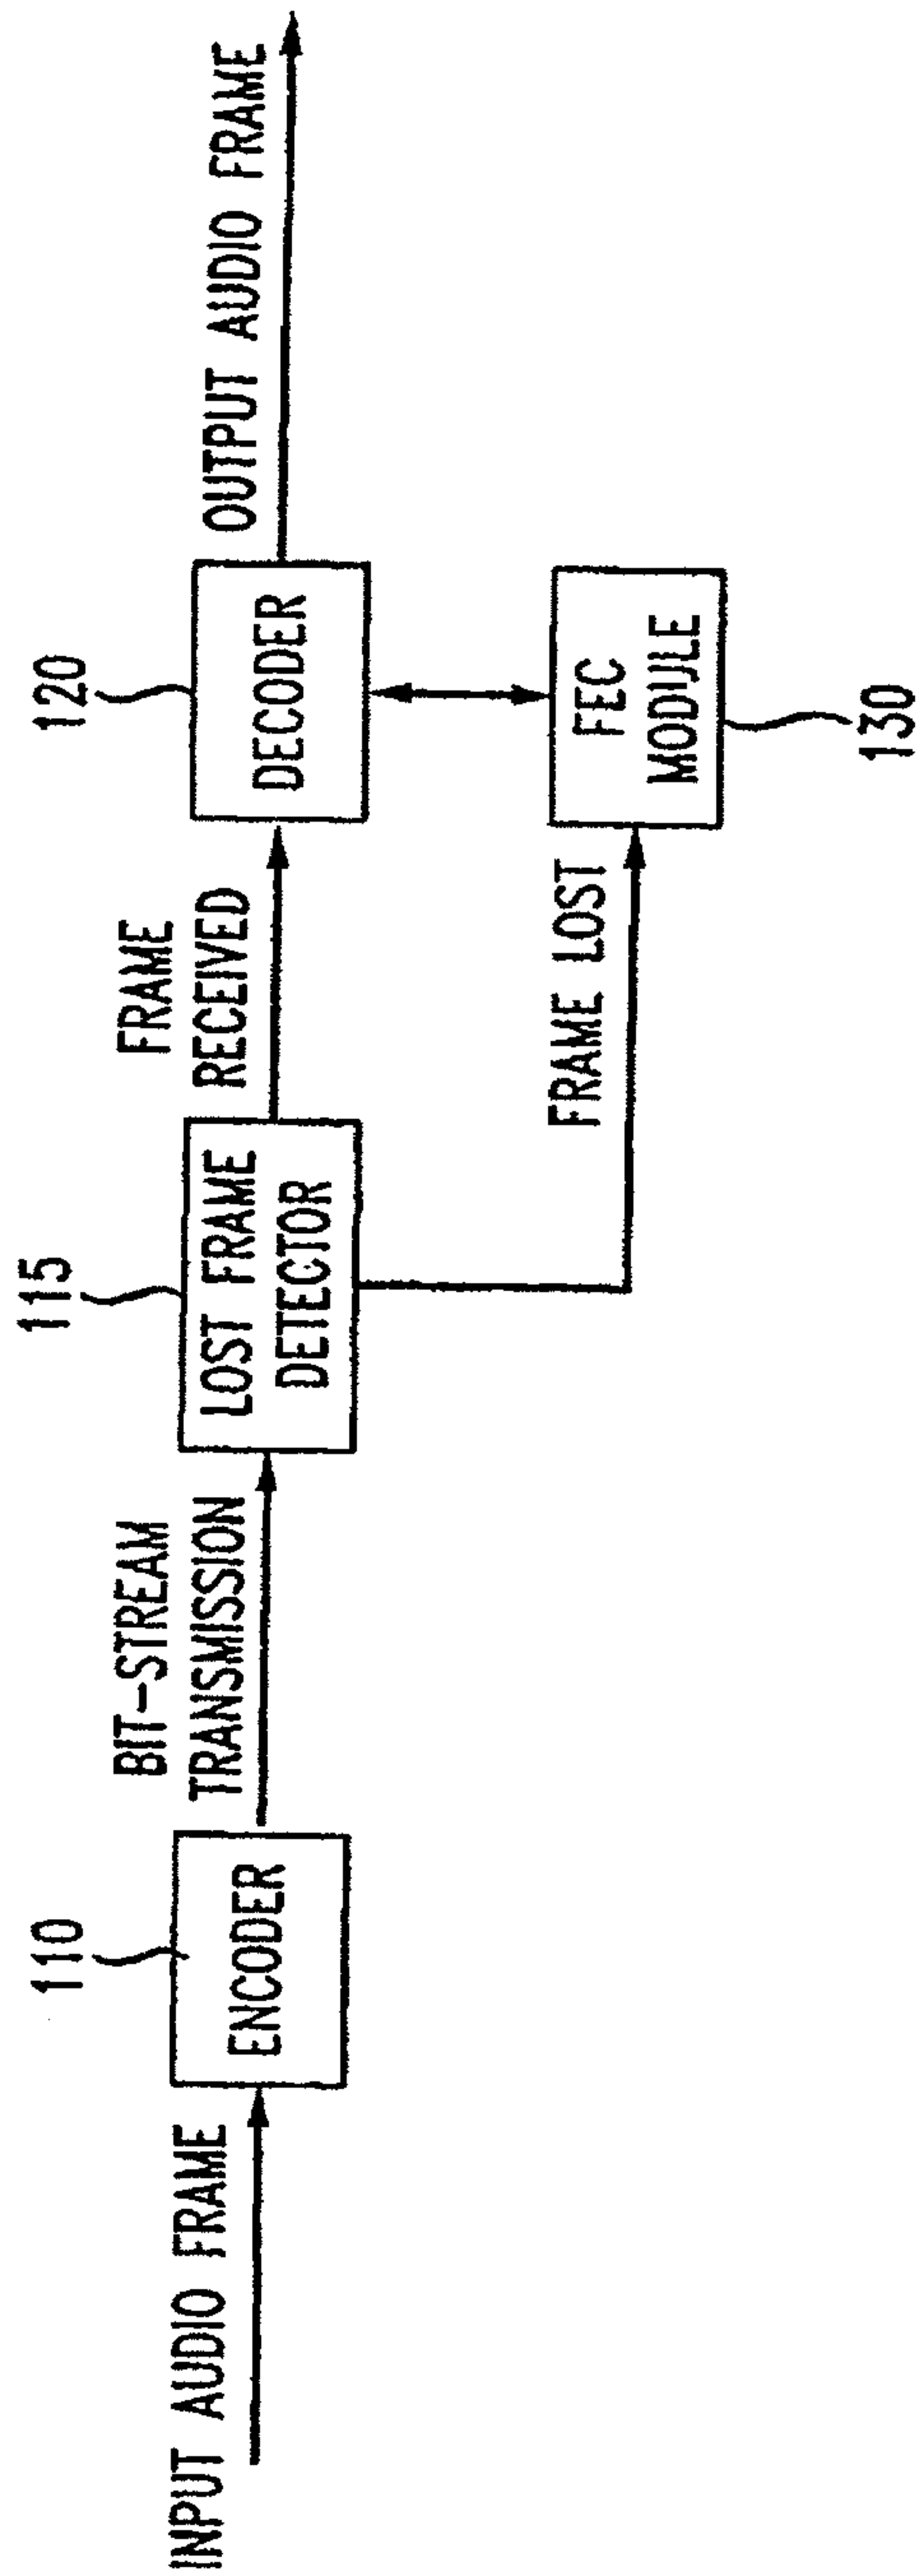 INPUT AUDIO FRAME
110
ENCODER
BIT-STREAM
TRANSMISSION
115
LOST FRAME
DETECTOR
FRAME
RECEIVED
FRAME LOST
120
DECODER
FEC
MODULE
130
OUTPUT AUDIO FRAME